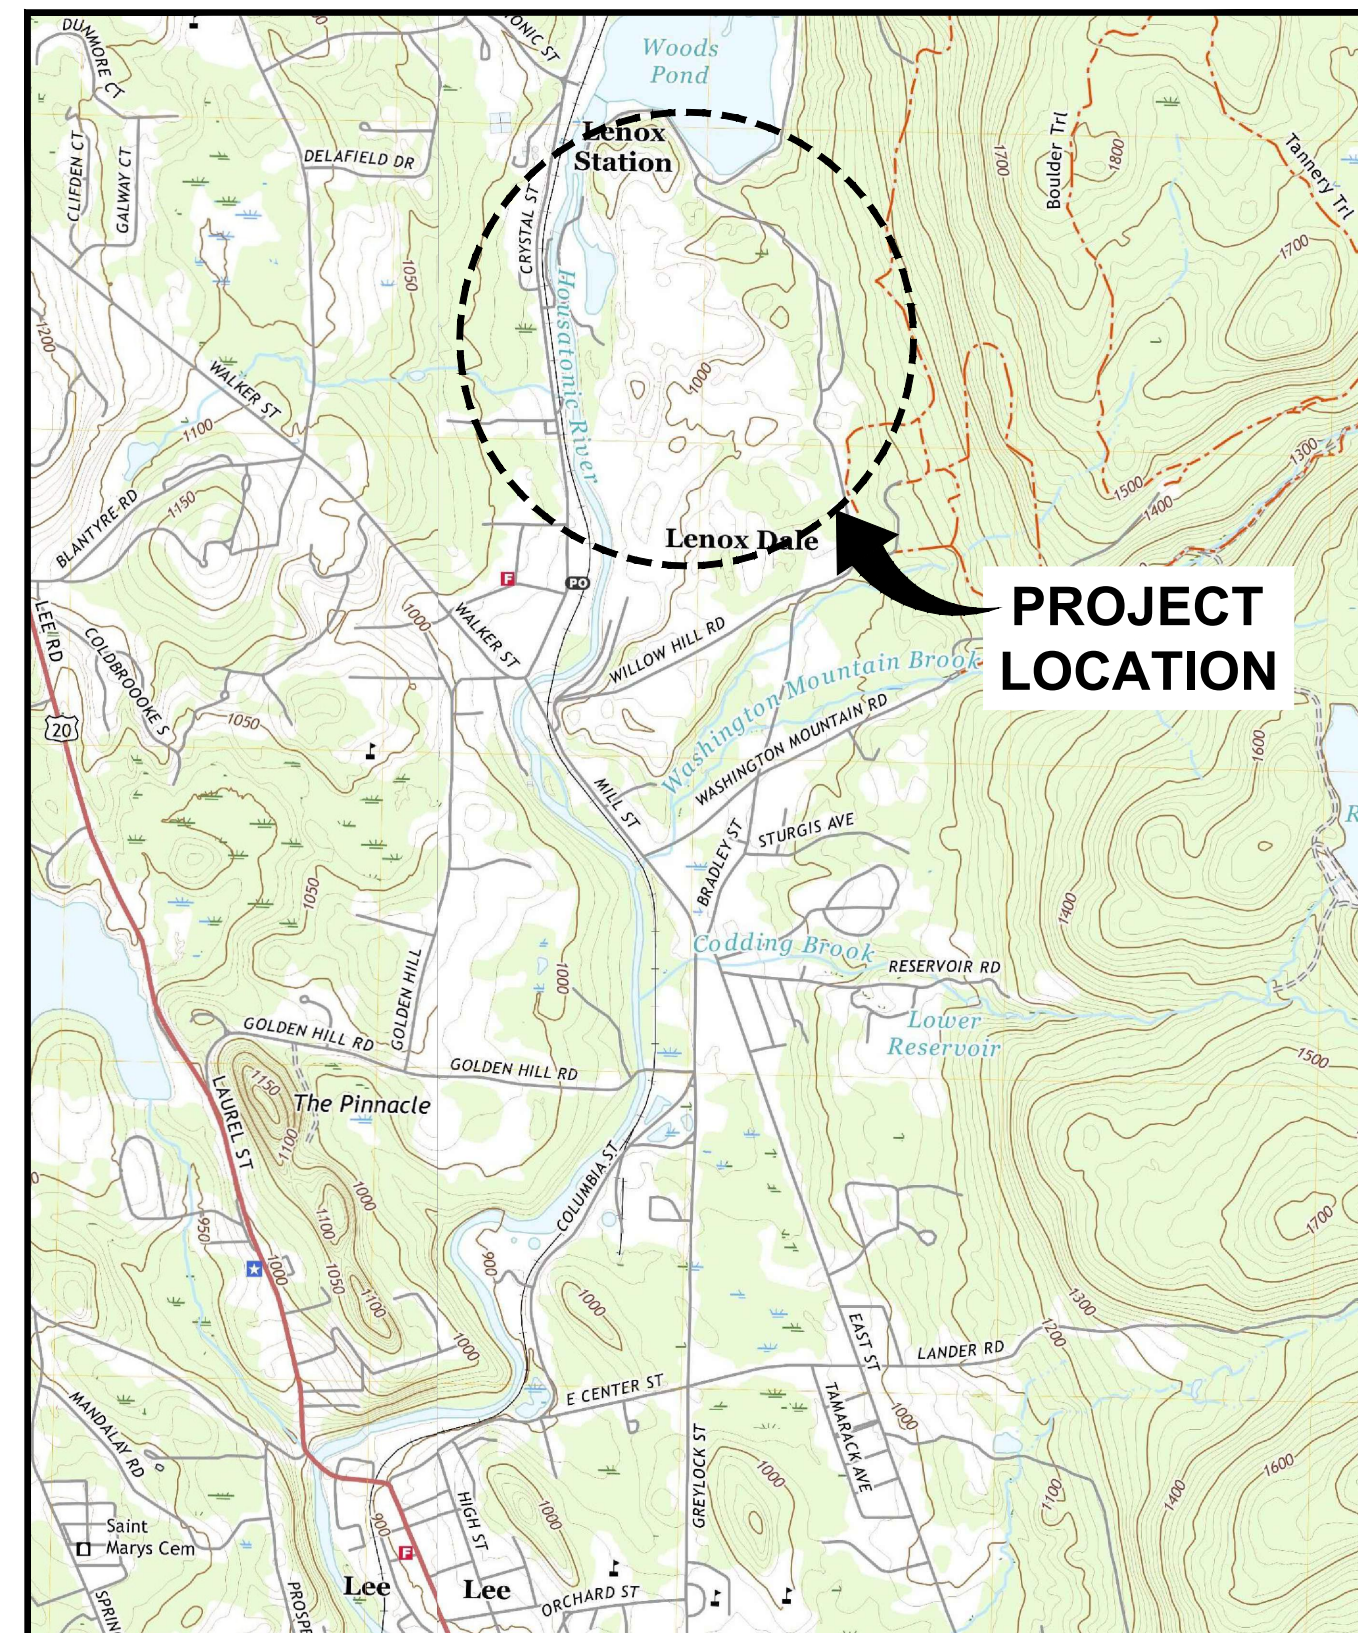 DUNMORE CT
ONIC ST
Woods
Pond
Lenox
Station
DELAFIELD DR
CLIFDEN CT
GALWAY CT
CRYSTAL ST
Boulder Trl
Tannery Trl
1700
1800
1700
1050
1200
Housatonic River
WALKER ST
1000
1100
1150
BLANTYRE RD
1300
1500
1400
Lenox Dale
F
PO
PROJECT
LOCATION
LEE RD
COLDBROOOKE S
1000
WALKER ST
WILLOW HILL RD
Washington Mountain Brook
WASHINGTON MOUNTAIN RD
20
1050
1600
MILL ST
BRADLEY ST
STURGIS AVE
R
1050
1400
1000
Codding Brook
RESERVOIR RD
GOLDEN HILL
Lower
Reservoir
GOLDEN HILL RD
GOLDEN HILL RD
1500
1150
The Pinnacle
LAUREL ST
1100
COLUMBIA ST
1000
1100
950
1700
900
1000
1050
1100
1000
1300
1200
1000
EAST ST
LANDER RD
E CENTER ST
MANDALAY RD
TAMARACK AVE
1000
GREYLOCK ST
1000
1600
1400
1100
HIGH ST
1000
900
Saint
Marys Cem
F
Lee
Lee
ORCHARD ST
SPRIN
PROSPE